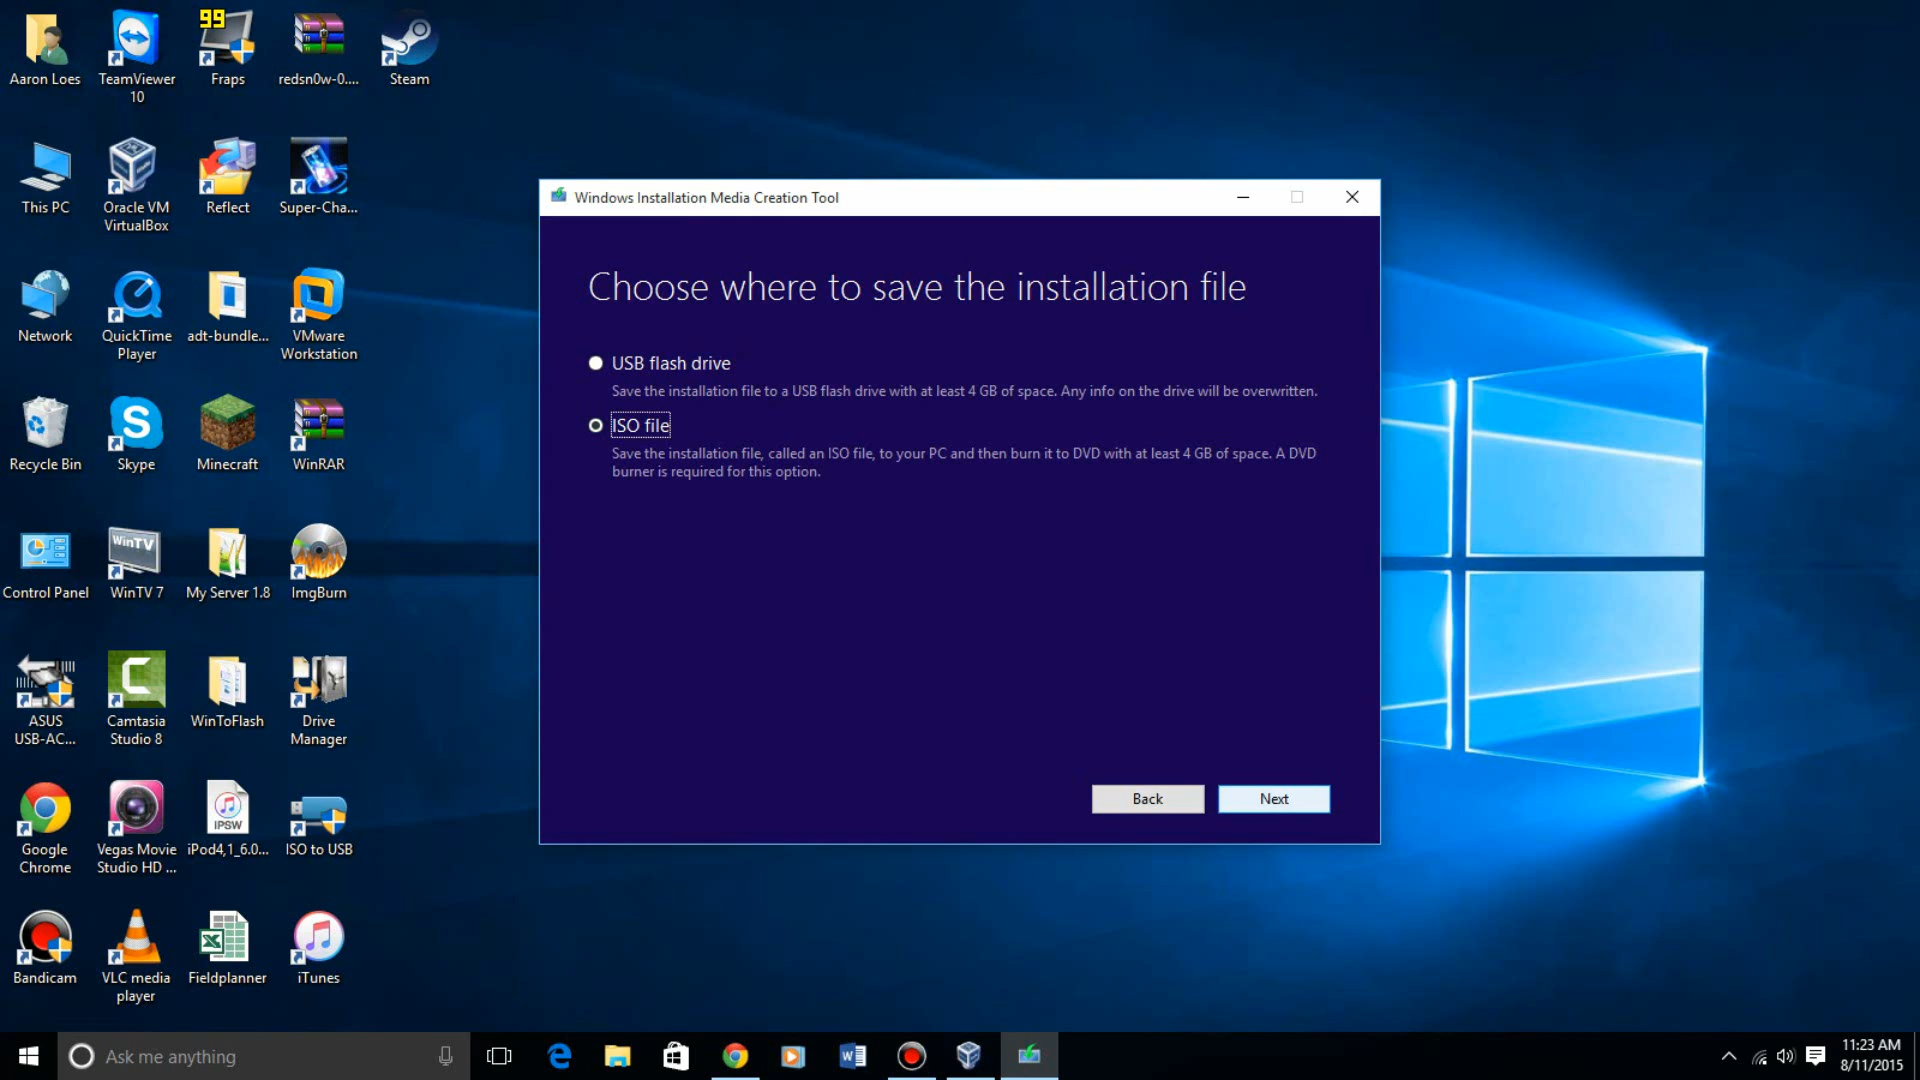 99
Aaron Loes
TeamViewer
10
Fraps
redsn0w-0....
Steam
This PC
Oracle VM
VirtualBox
Reflect
Super-Cha...
Network
QuickTime
Player
adt-bundle...
VMware
Workstation
Recycle Bin
Skype
Minecraft
WinRAR
Control Panel
WinTV
WinTV 7
My Server 1.8
ImgBurn
ASUS
USB-AC...
Camtasia
Studio 8
WinToFlash
Drive
Manager
Google
Chrome
Vegas Movie
Studio HD ...
IPSW
iPod4,1_6.0...
ISO to USB
Bandicam
VLC media
player
Fieldplanner
iTunes
Windows Installation Media Creation Tool
Choose where to save the installation file
USB flash drive
Save the installation file to a USB flash drive with at least 4 GB of space. Any info on the drive will be overwritten.
ISO file
Save the installation file, called an ISO file, to your PC and then burn it to DVD with at least 4 GB of space. A DVD
burner is required for this option.
Back
Next
Ask me anything
11:23 AM
8/11/2015